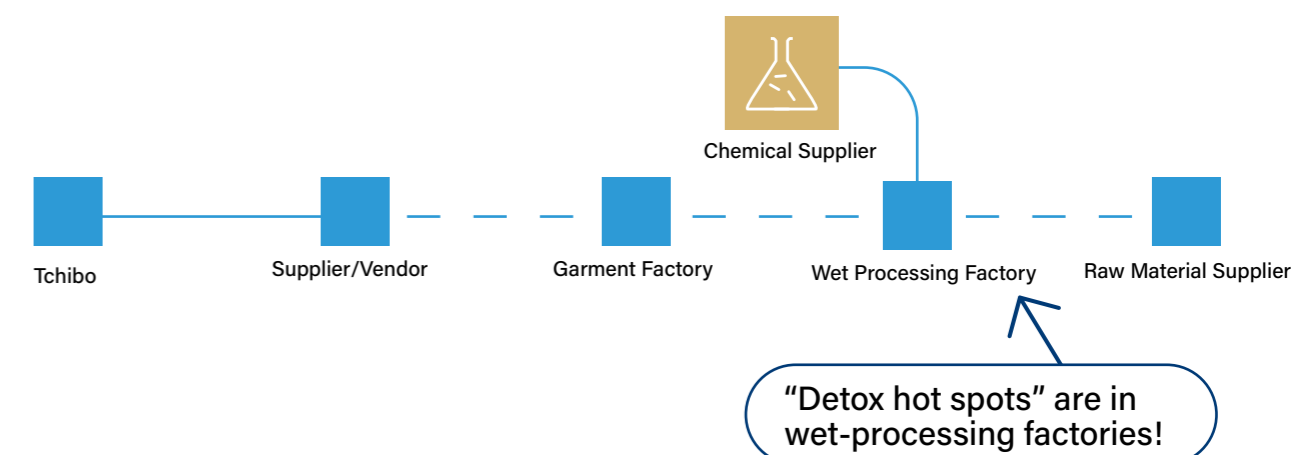 Chemical Supplier
Tchibo
Supplier/Vendor
Garment Factory
Wet Processing Factory
Raw Material Supplier
“Detox hot spots” are in
wet-processing factories!